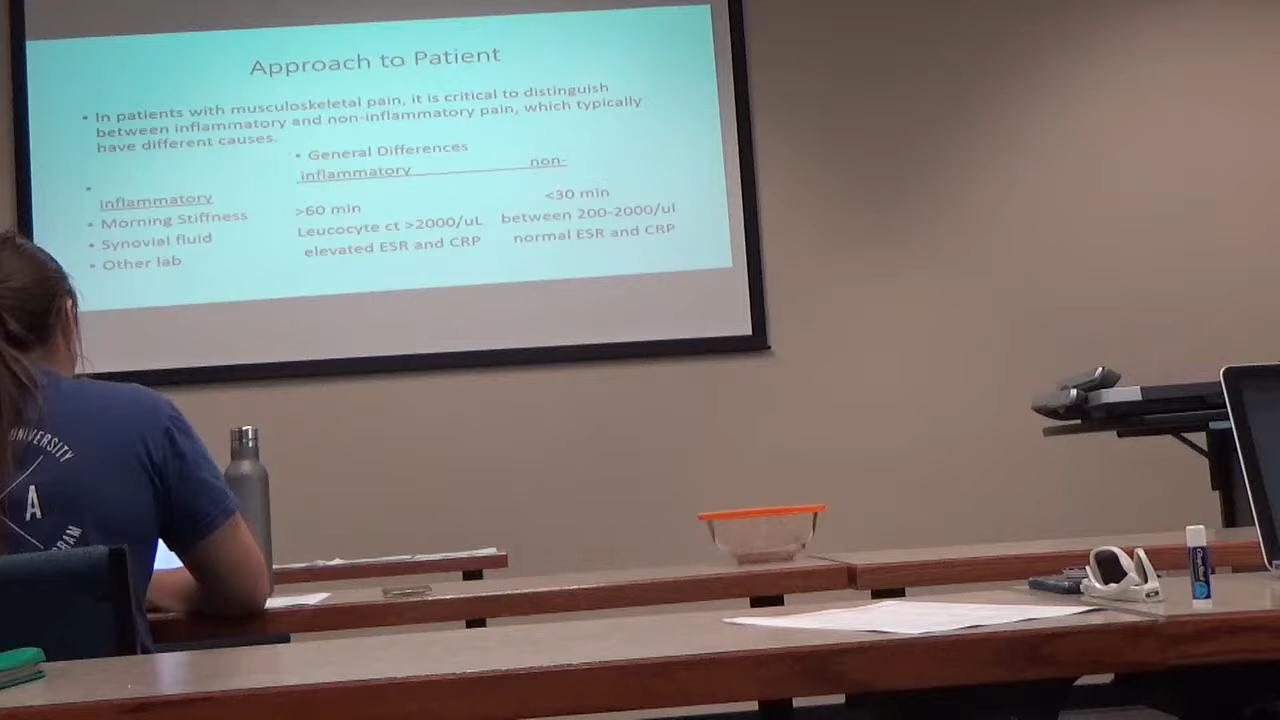 Approach to Patient
• In patients with musculoskeletal pain, it is critical to distinguish
between inflammatory and non-inflammatory pain, which typically
have different causes.
• General Differences
inflammatory non-
•
inflammatory
• Morning Stiffness >60 min <30 min
• Synovial fluid Leucocyte ct >2000/uL between 200-2000/ul
• Other lab elevated ESR and CRP normal ESR and CRP
UNIVERSITY
A